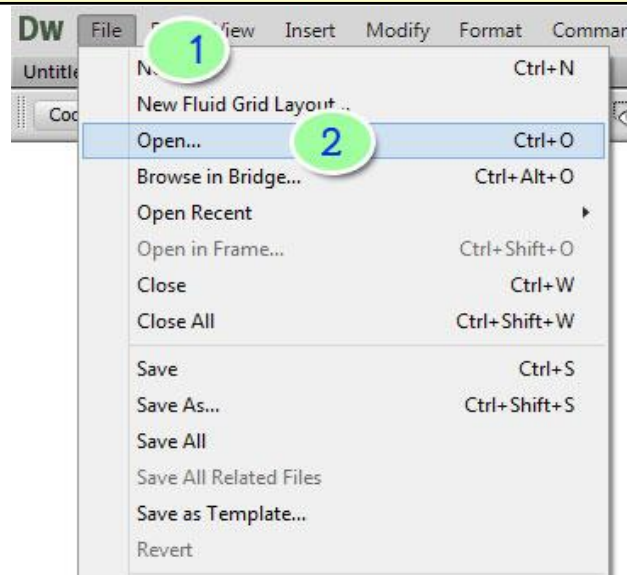 Dw File View Insert Modify Format
1
Ctrl+N
New Fluid Grid Layout...
Open... 2 Ctrl+O
Browse in Bridge... Ctrl+Alt+O
Open Recent
Open in Frame... Ctrl+Shift+O
Close Ctrl+W
Close All Ctrl+Shift+W
Save Ctrl+S
Save As... Ctrl+Shift+S
Save All
Save All Related Files
Save as Template...
Revert